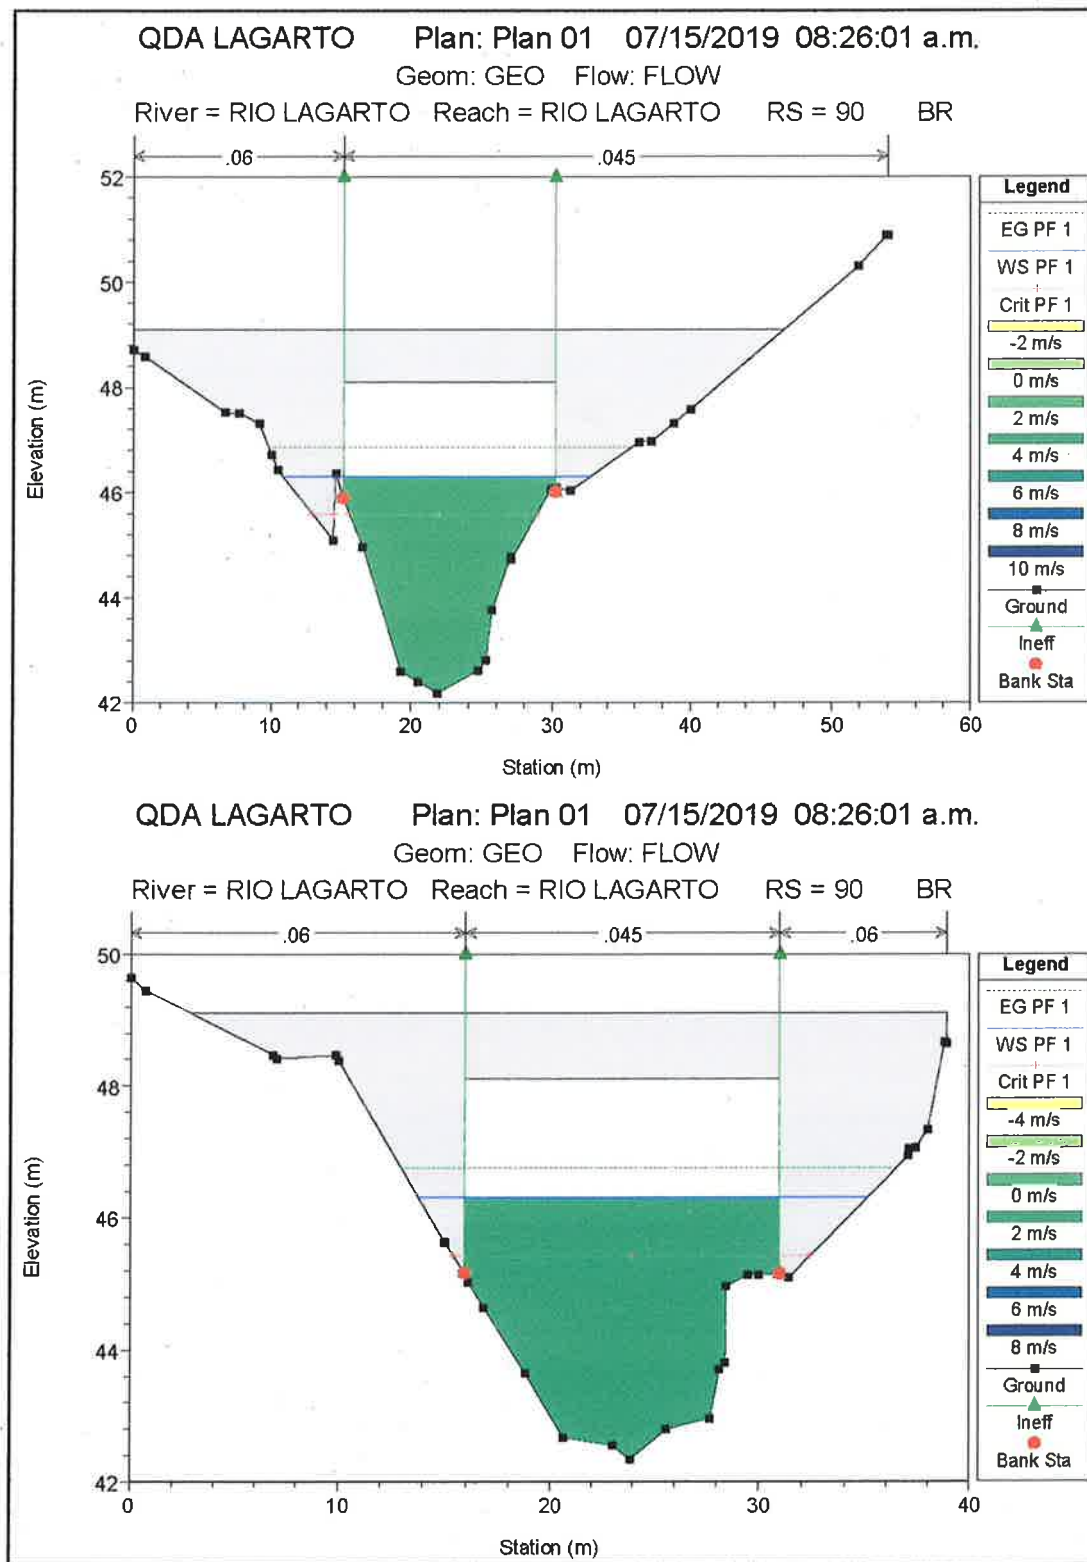 QDA LAGARTO Plan: Plan 01 07/15/2019 08:26:01 a.m.
Geom: GEO Flow: FLOW
River = RIO LAGARTO Reach = RIO LAGARTO RS = 90 BR
.06 .045
52
50
48
46
44
42
Elevation (m)
0 10 20 30 40 50 60
Station (m)
Legend
EG PF 1
WS PF 1
Crit PF 1
-2 m/s
0 m/s
2 m/s
4 m/s
6 m/s
8 m/s
10 m/s
Ground
Ineff
Bank Sta
QDA LAGARTO Plan: Plan 01 07/15/2019 08:26:01 a.m.
Geom: GEO Flow: FLOW
River = RIO LAGARTO Reach = RIO LAGARTO RS = 90 BR
.06 .045 .06
50
48
46
44
42
Elevation (m)
0 10 20 30 40
Station (m)
Legend
EG PF 1
WS PF 1
Crit PF 1
-4 m/s
-2 m/s
0 m/s
2 m/s
4 m/s
6 m/s
8 m/s
Ground
Ineff
Bank Sta